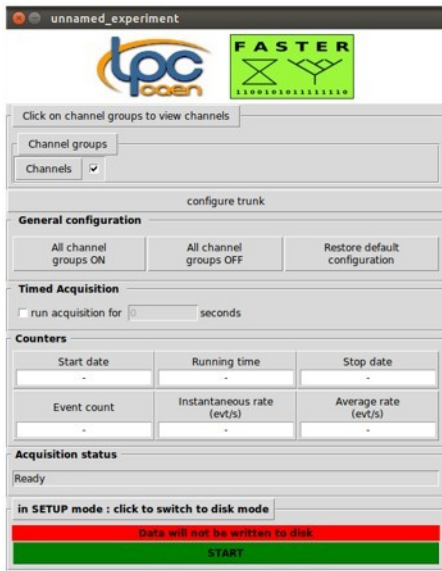 unnamed_experiment
lpc
caen
FASTER
1100101011111110
Click on channel groups to view channels
Channel groups
Channels
configure trunk
General configuration
All channel
groups ON
All channel
groups OFF
Restore default
configuration
Timed Acquisition
run acquisition for 0 seconds
Counters
Start date Running time Stop date
- - -
Event count
Instantaneous rate
(evt/s)
Average rate
(evt/s)
- - -
Acquisition status
Ready
in SETUP mode : click to switch to disk mode
Data will not be written to disk
START